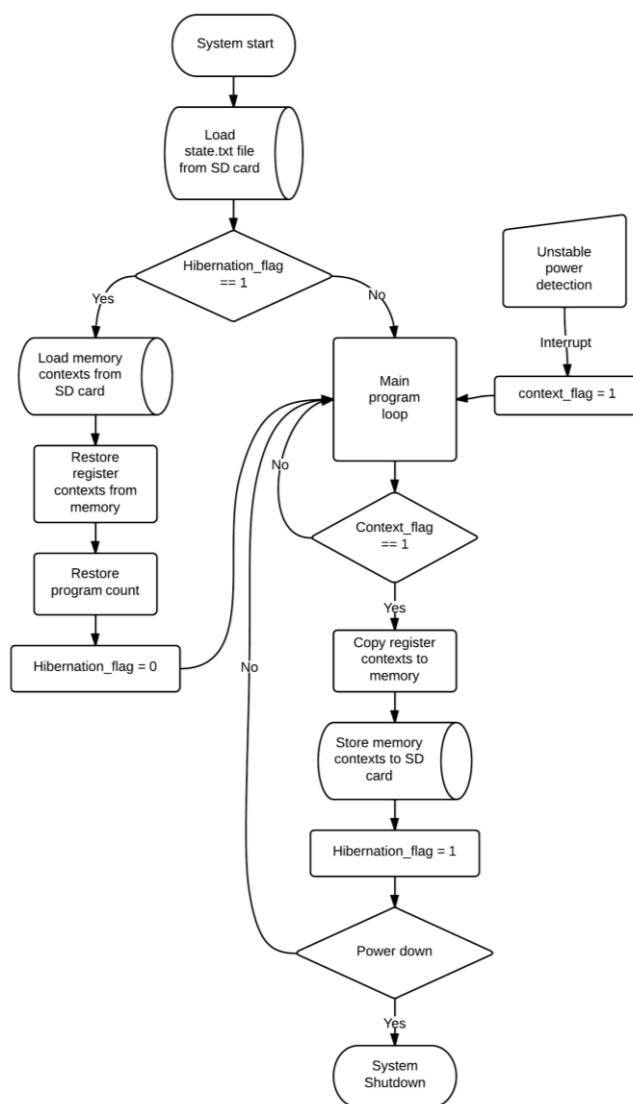 System start
Load
state.txt file
from SD card
Hibernation_flag
== 1
Yes
No
Unstable
power
detection
Interrupt
context_flag = 1
Load memory
contexts from
SD card
Main
program
loop
Restore
register
contexts from
memory
No
Context_flag
== 1
Restore
program count
Yes
Hibernation_flag = 0
No
Copy register
contexts to
memory
Store memory
contexts to SD
card
Hibernation_flag = 1
Power down
Yes
System
Shutdown